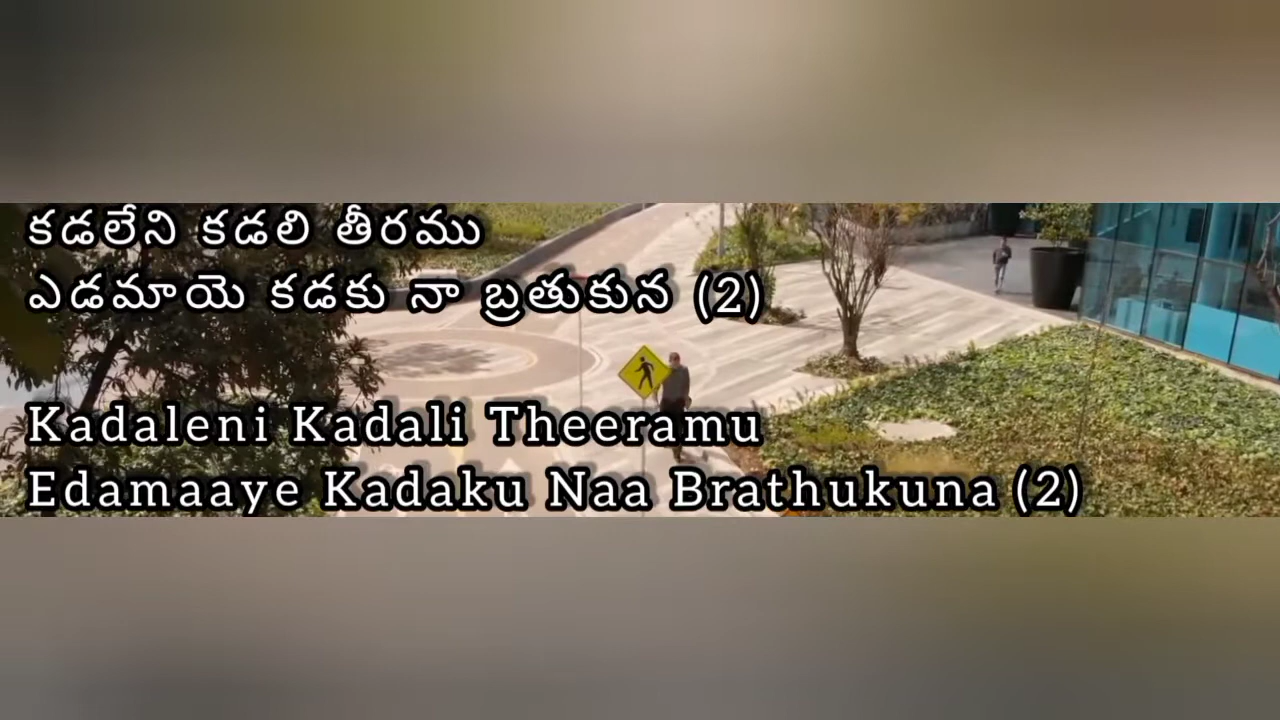 కడలేని కడలి తీరము
ఎడమాయె కడకు నా బ్రతుకున (2)
Kadaleni Kadali Theeramu
Edamaaye Kadaku Naa Brathukuna (2)